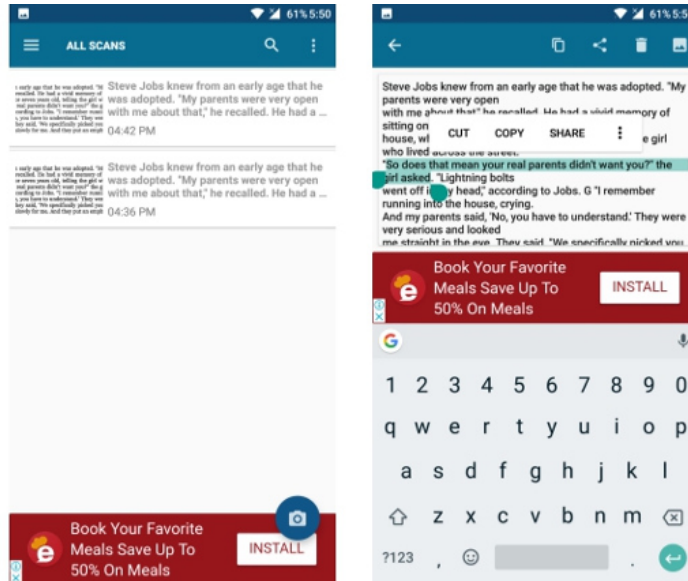 61% 5:50
ALL SCANS
Steve Jobs knew from an early age that he
was adopted. "My parents were very open
with me about that," he recalled. He had a ...
04:42 PM
Steve Jobs knew from an early age that he
was adopted. "My parents were very open
with me about that," he recalled. He had a ...
04:36 PM
Book Your Favorite
Meals Save Up To
50% On Meals
INSTALL
61% 5:5
Steve Jobs knew from an early age that he was adopted. "My
parents were very open
with me about that," he recalled. He had a vivid memory of
sitting on
CUT COPY SHARE
e girl
who lived across the street.
"So does that mean your real parents didn't want you?" the
girl asked. "Lightning bolts
went off i y head," according to Jobs. G "I remember
running into the house, crying.
And my parents said, 'No, you have to understand.' They were
very serious and looked
me straight in the eye. They said, "We specifically picked you
Book Your Favorite
Meals Save Up To
50% On Meals
INSTALL
G
1 2 3 4 5 6 7 8 9 0
q w e r t y u i o p
a s d f g h j k l
z x c v b n m
?123 , .